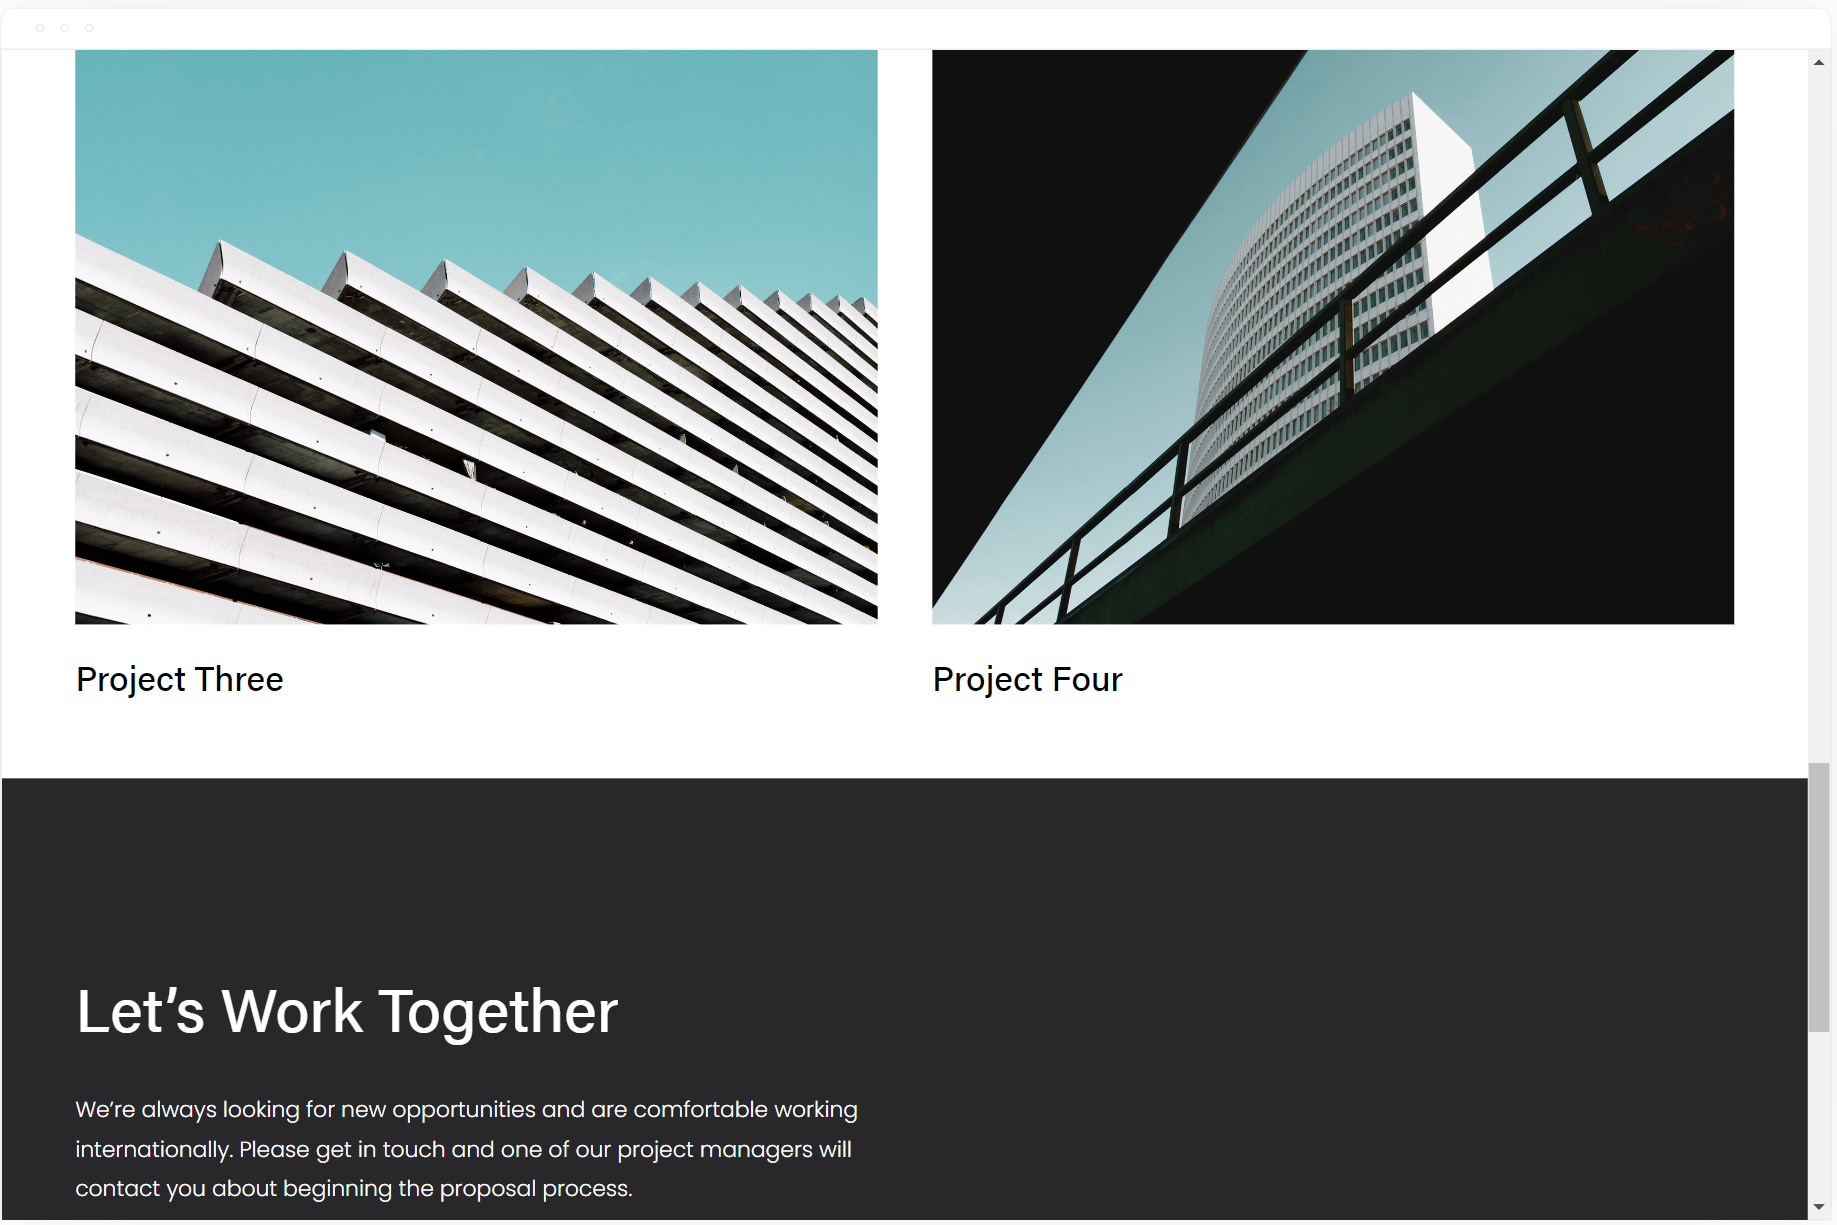 Project Three
Project Four
Let’s Work Together
We’re always looking for new opportunities and are comfortable working
internationally. Please get in touch and one of our project managers will
contact you about beginning the proposal process.